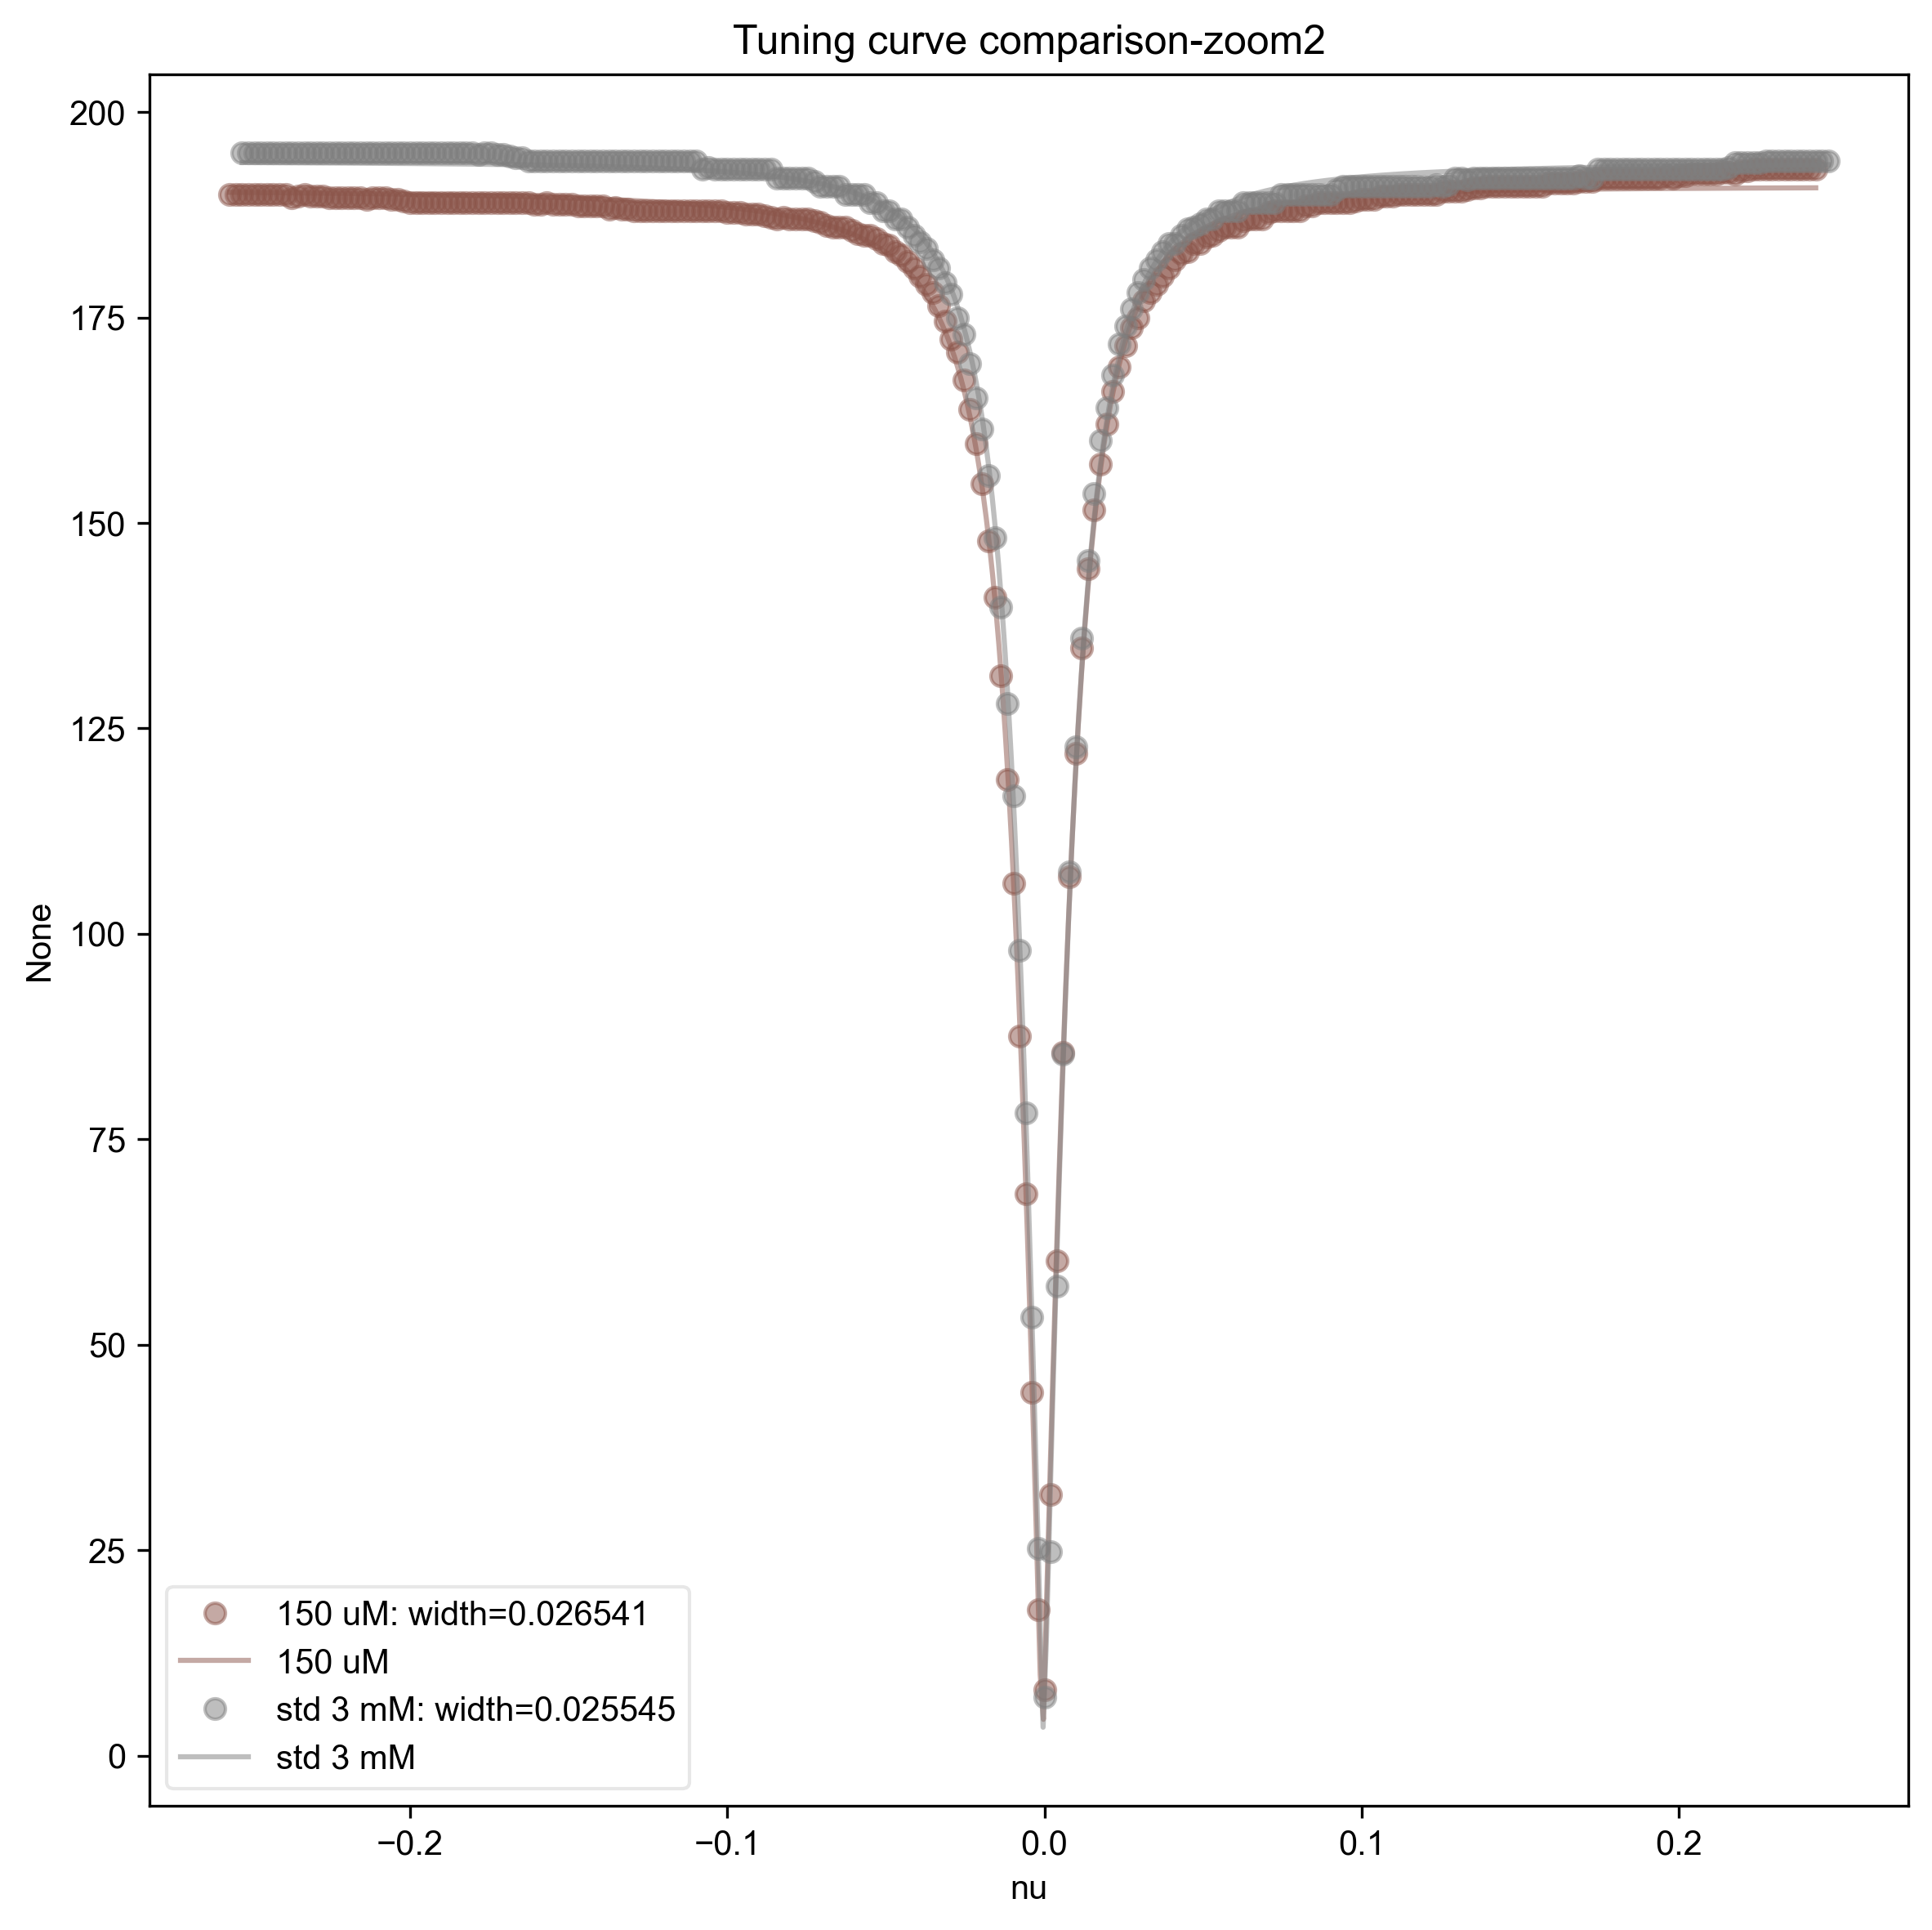 Tuning curve comparison-zoom2
200
175
150
125
100
75
50
25
0
None
150 uM: width=0.026541
150 uM
std 3 mM: width=0.025545
std 3 mM
−0.2
−0.1
0.0
0.1
0.2
nu